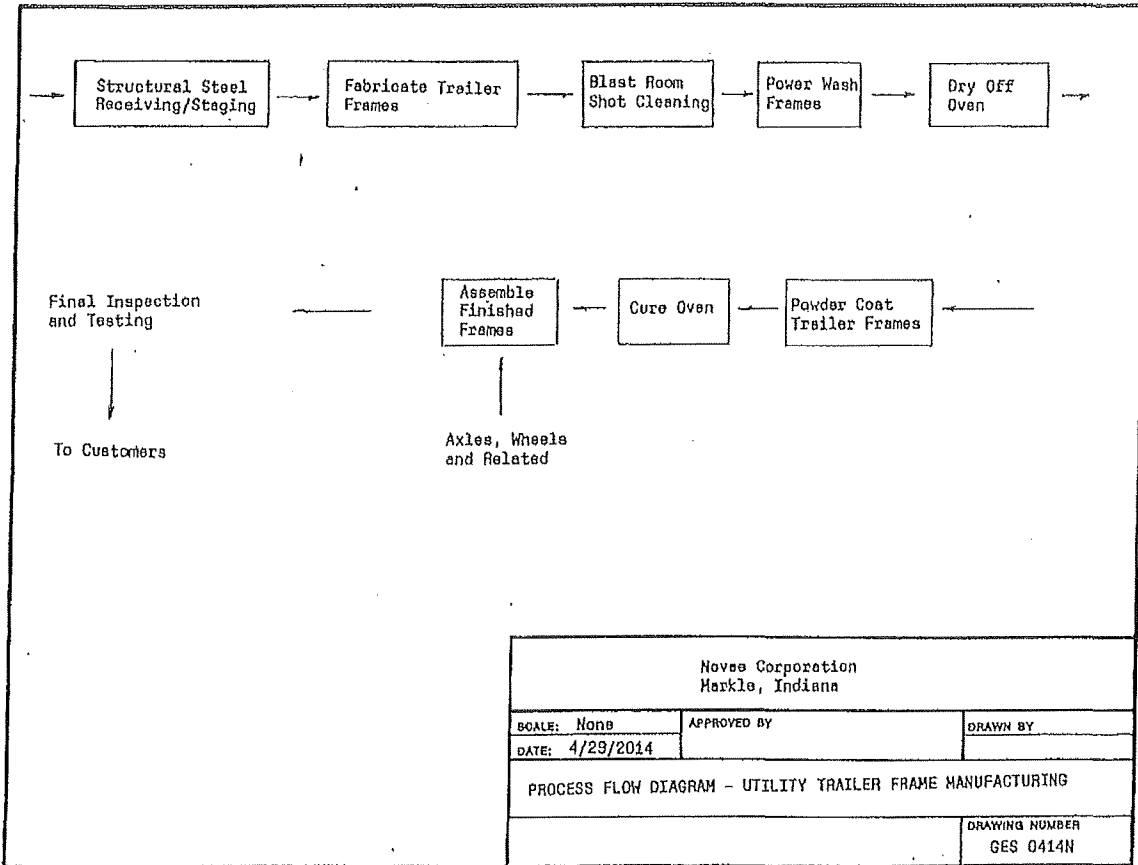 Structural Steel
Receiving/Staging
Fabricate Trailer
Frames
Blast Room
Shot Cleaning
Power Wash
Frames
Dry Off
Oven
Final Inspection
and Testing
Assemble
Finished
Frames
Cure Oven
Powder Coat
Trailer Frames
To Customers
Axles, Wheels
and Related
Novae Corporation
Markle, Indiana
SCALE: None
APPROVED BY
DRAWN BY
DATE: 4/29/2014
PROCESS FLOW DIAGRAM - UTILITY TRAILER FRAME MANUFACTURING
DRAWING NUMBER
GES 0414N